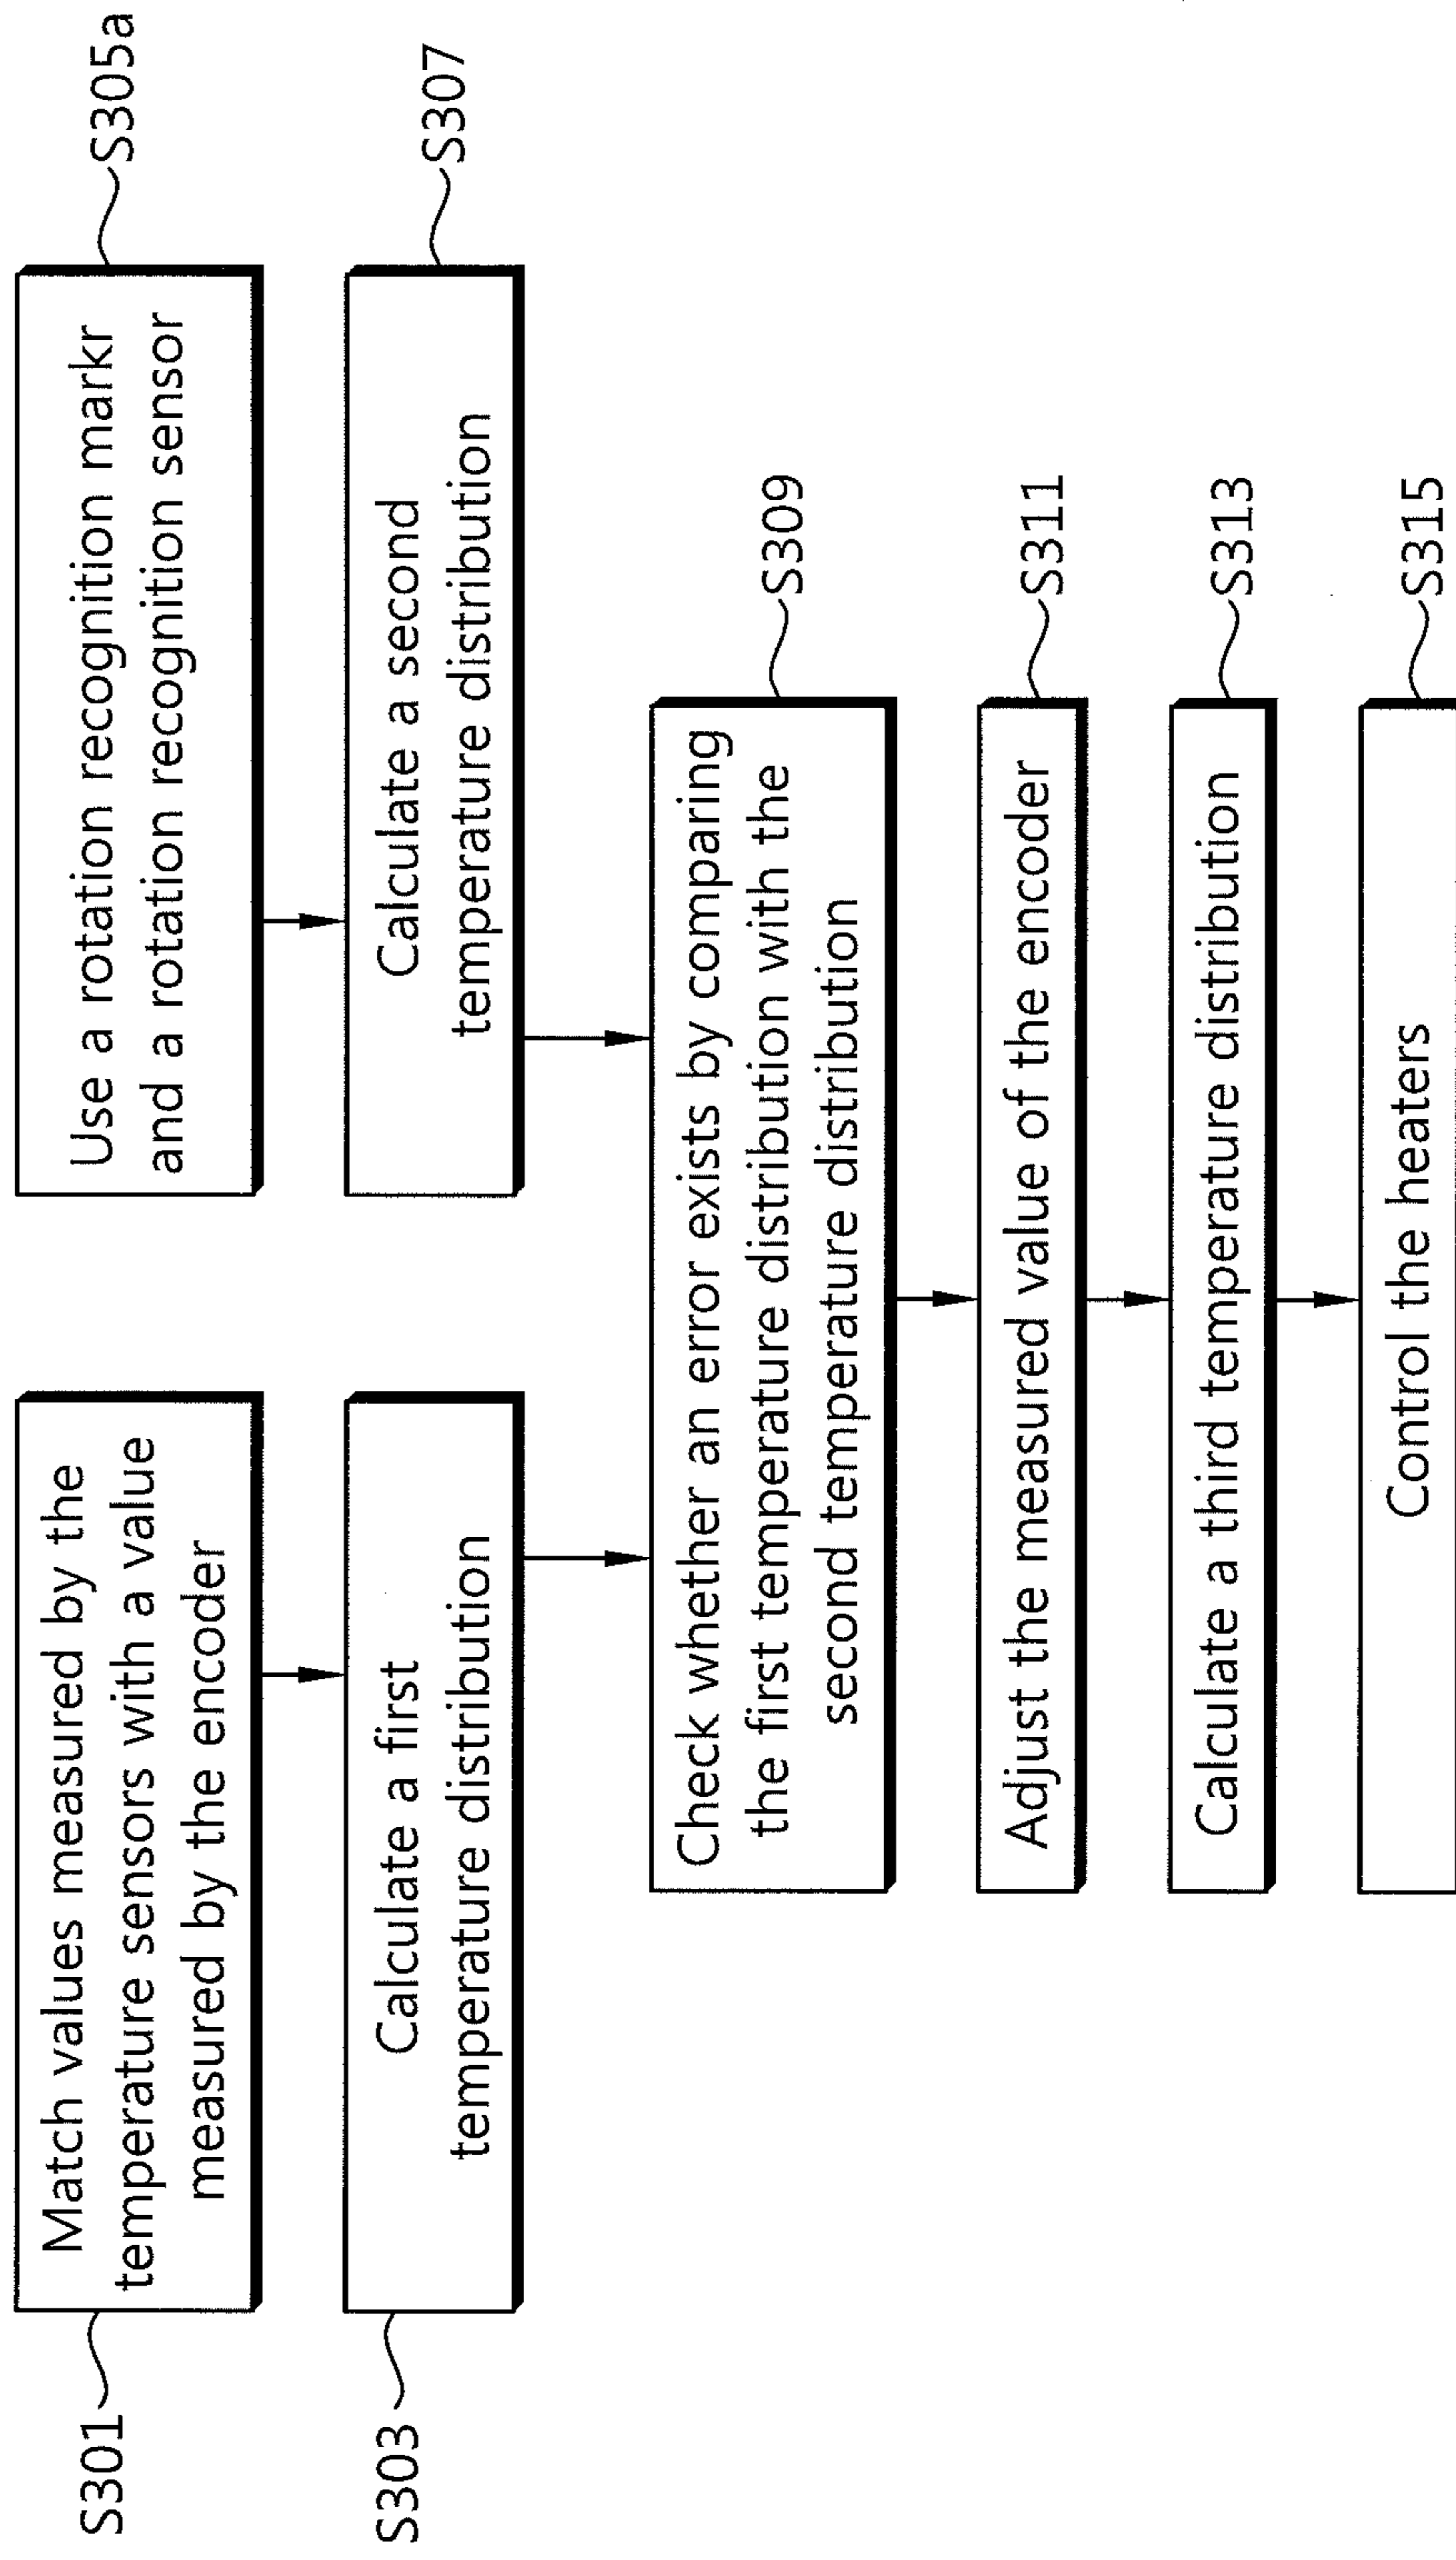 S301
Match values measured by the
temperature sensors with a value
measured by the encoder
Use a rotation recognition markr
and a rotation recognition sensor
S305a
S303
Calculate a first
temperature distribution
Calculate a second
temperature distribution
S307
Check whether an error exists by comparing
the first temperature distribution with the
second temperature distribution
S309
Adjust the measured value of the encoder
S311
Calculate a third temperature distribution
S313
Control the heaters
S315